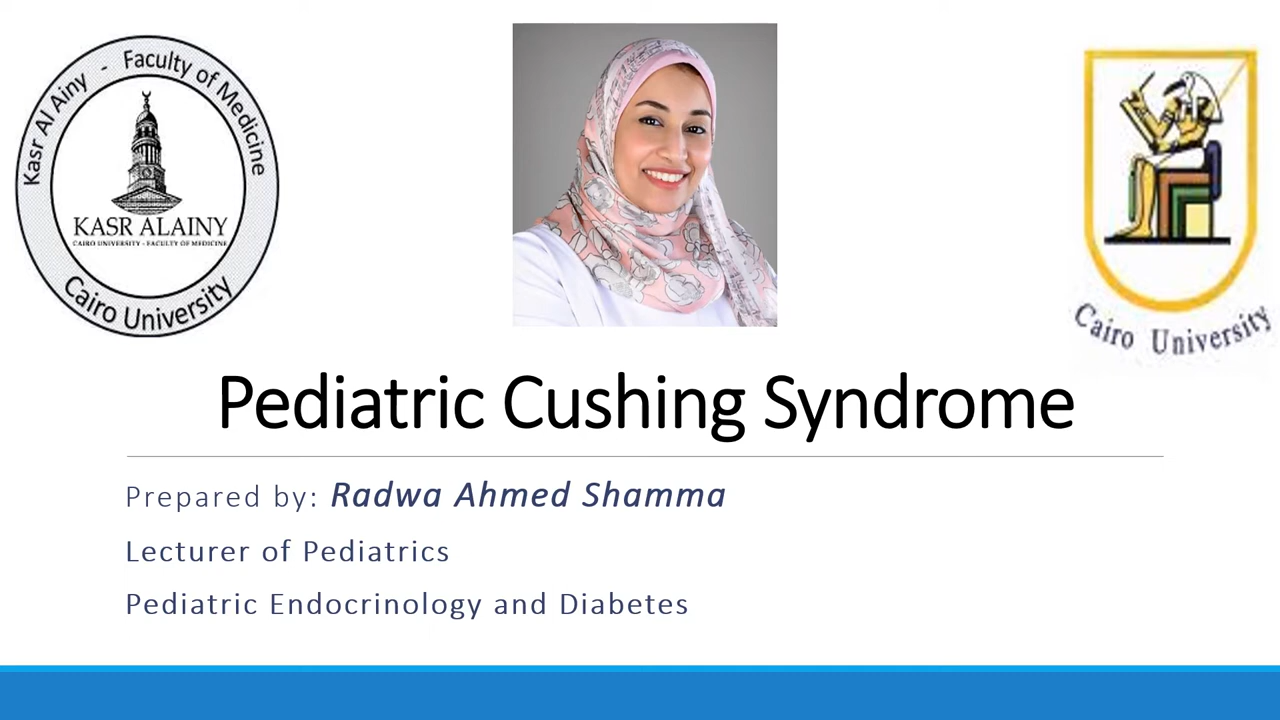 Kasr Al Ainy - Faculty of Medicine
KASR ALAINY
CAIRO UNIVERSITY - FACULTY OF MEDICINE
Cairo University
Cairo University
Pediatric Cushing Syndrome
Prepared by: Radwa Ahmed Shamma
Lecturer of Pediatrics
Pediatric Endocrinology and Diabetes